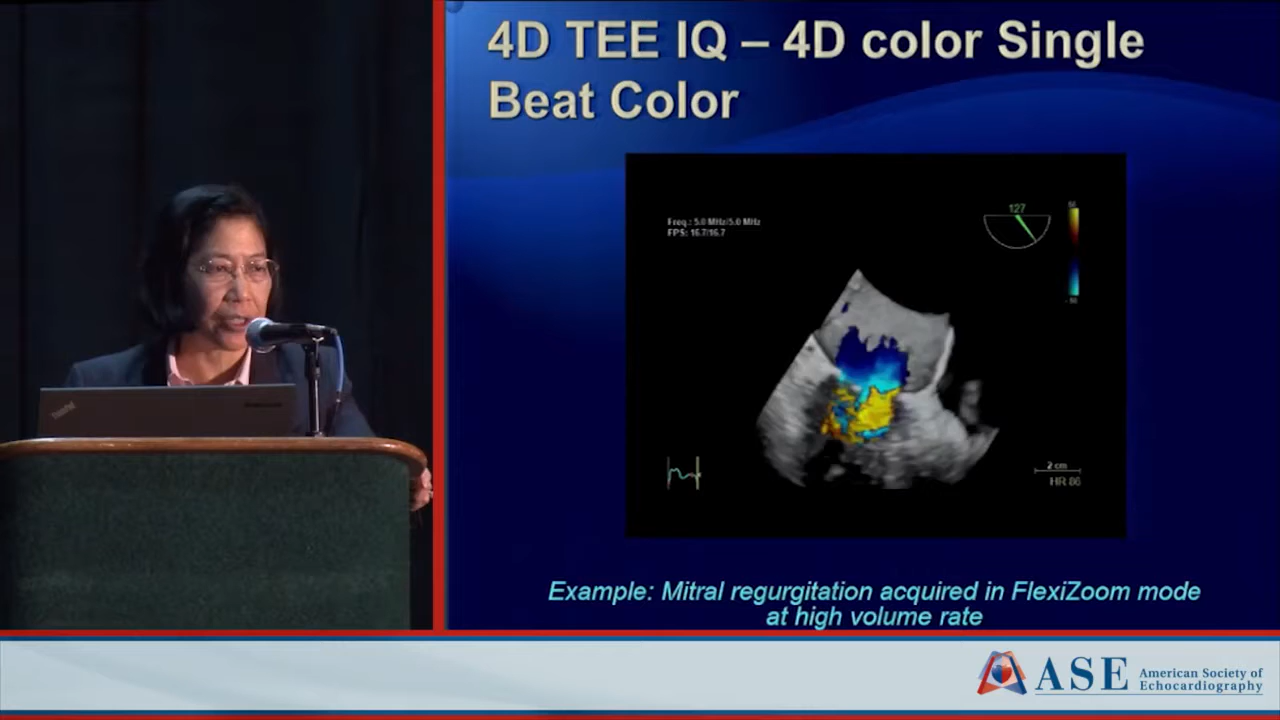 4D TEE IQ – 4D color Single
Beat Color
Freq.: 5.0 MHz/5.0 MHz
FPS: 16.7/16.7
127
2 cm
HR 86
Example: Mitral regurgitation acquired in FlexiZoom mode
at high volume rate
ThinkPad
ASE American Society of
Echocardiography